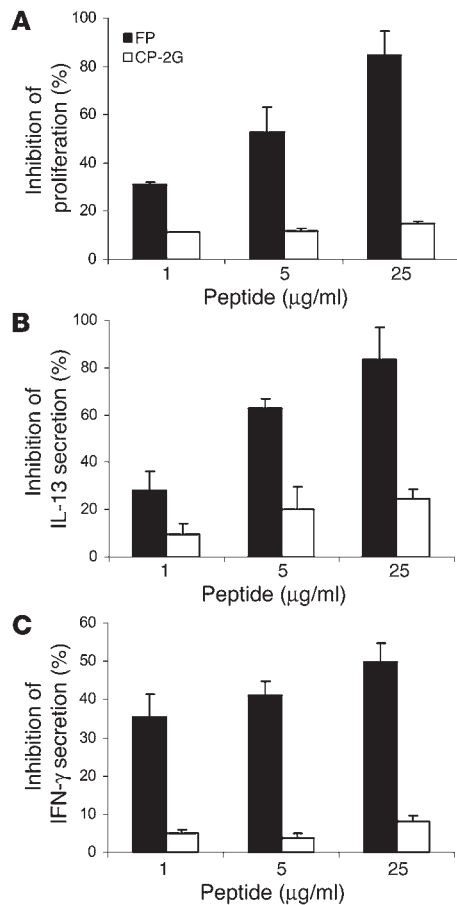 A
FP
CP-2G
Inhibition of
proliferation (%)
100
80
60
40
20
0
1 5 25
Peptide (μg/ml)
B
Inhibition of
IL-13 secretion (%)
100
80
60
40
20
0
1 5 25
Peptide (μg/ml)
C
Inhibition of
IFN-γ secretion (%)
60
50
40
30
20
10
0
1 5 25
Peptide (μg/ml)